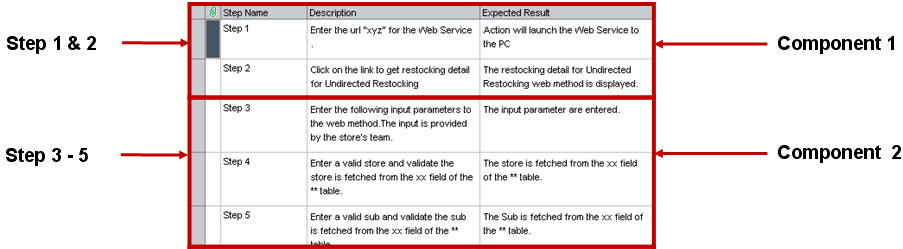 Step Name Description Expected Result
Step 1 & 2
Step 1 Enter the url "xyz" for the Web Service Action will launch the Web Service to
. the PC
Component 1
Step 2 Click on the link to get restocking detail The restocking detail for Undirected
for Undirected Restocking Restocking web method is displayed.
Step 3 Enter the following input parameters to The input parameter are entered.
the web method.The input is provided
by the store's team.
Step 3 - 5
Component 2
Step 4 Enter a valid store and validate the The store is fetched from the xx field
store is fetched from the xx field of the of the ** table.
** table.
Step 5 Enter a valid sub and validate the sub The Sub is fetched from the xx field of
is fetched from the xx field of the ** the ** table.
table